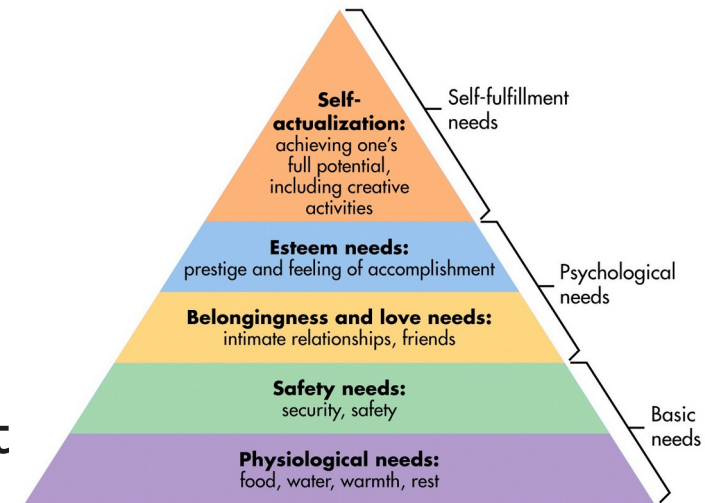 Self-
actualization:
achieving one's
full potential,
including creative
activities
Self-fulfillment
needs
Esteem needs:
prestige and feeling of accomplishment
Belongingness and love needs:
intimate relationships, friends
Psychological
needs
Safety needs:
security, safety
Physiological needs:
food, water, warmth, rest
Basic
needs